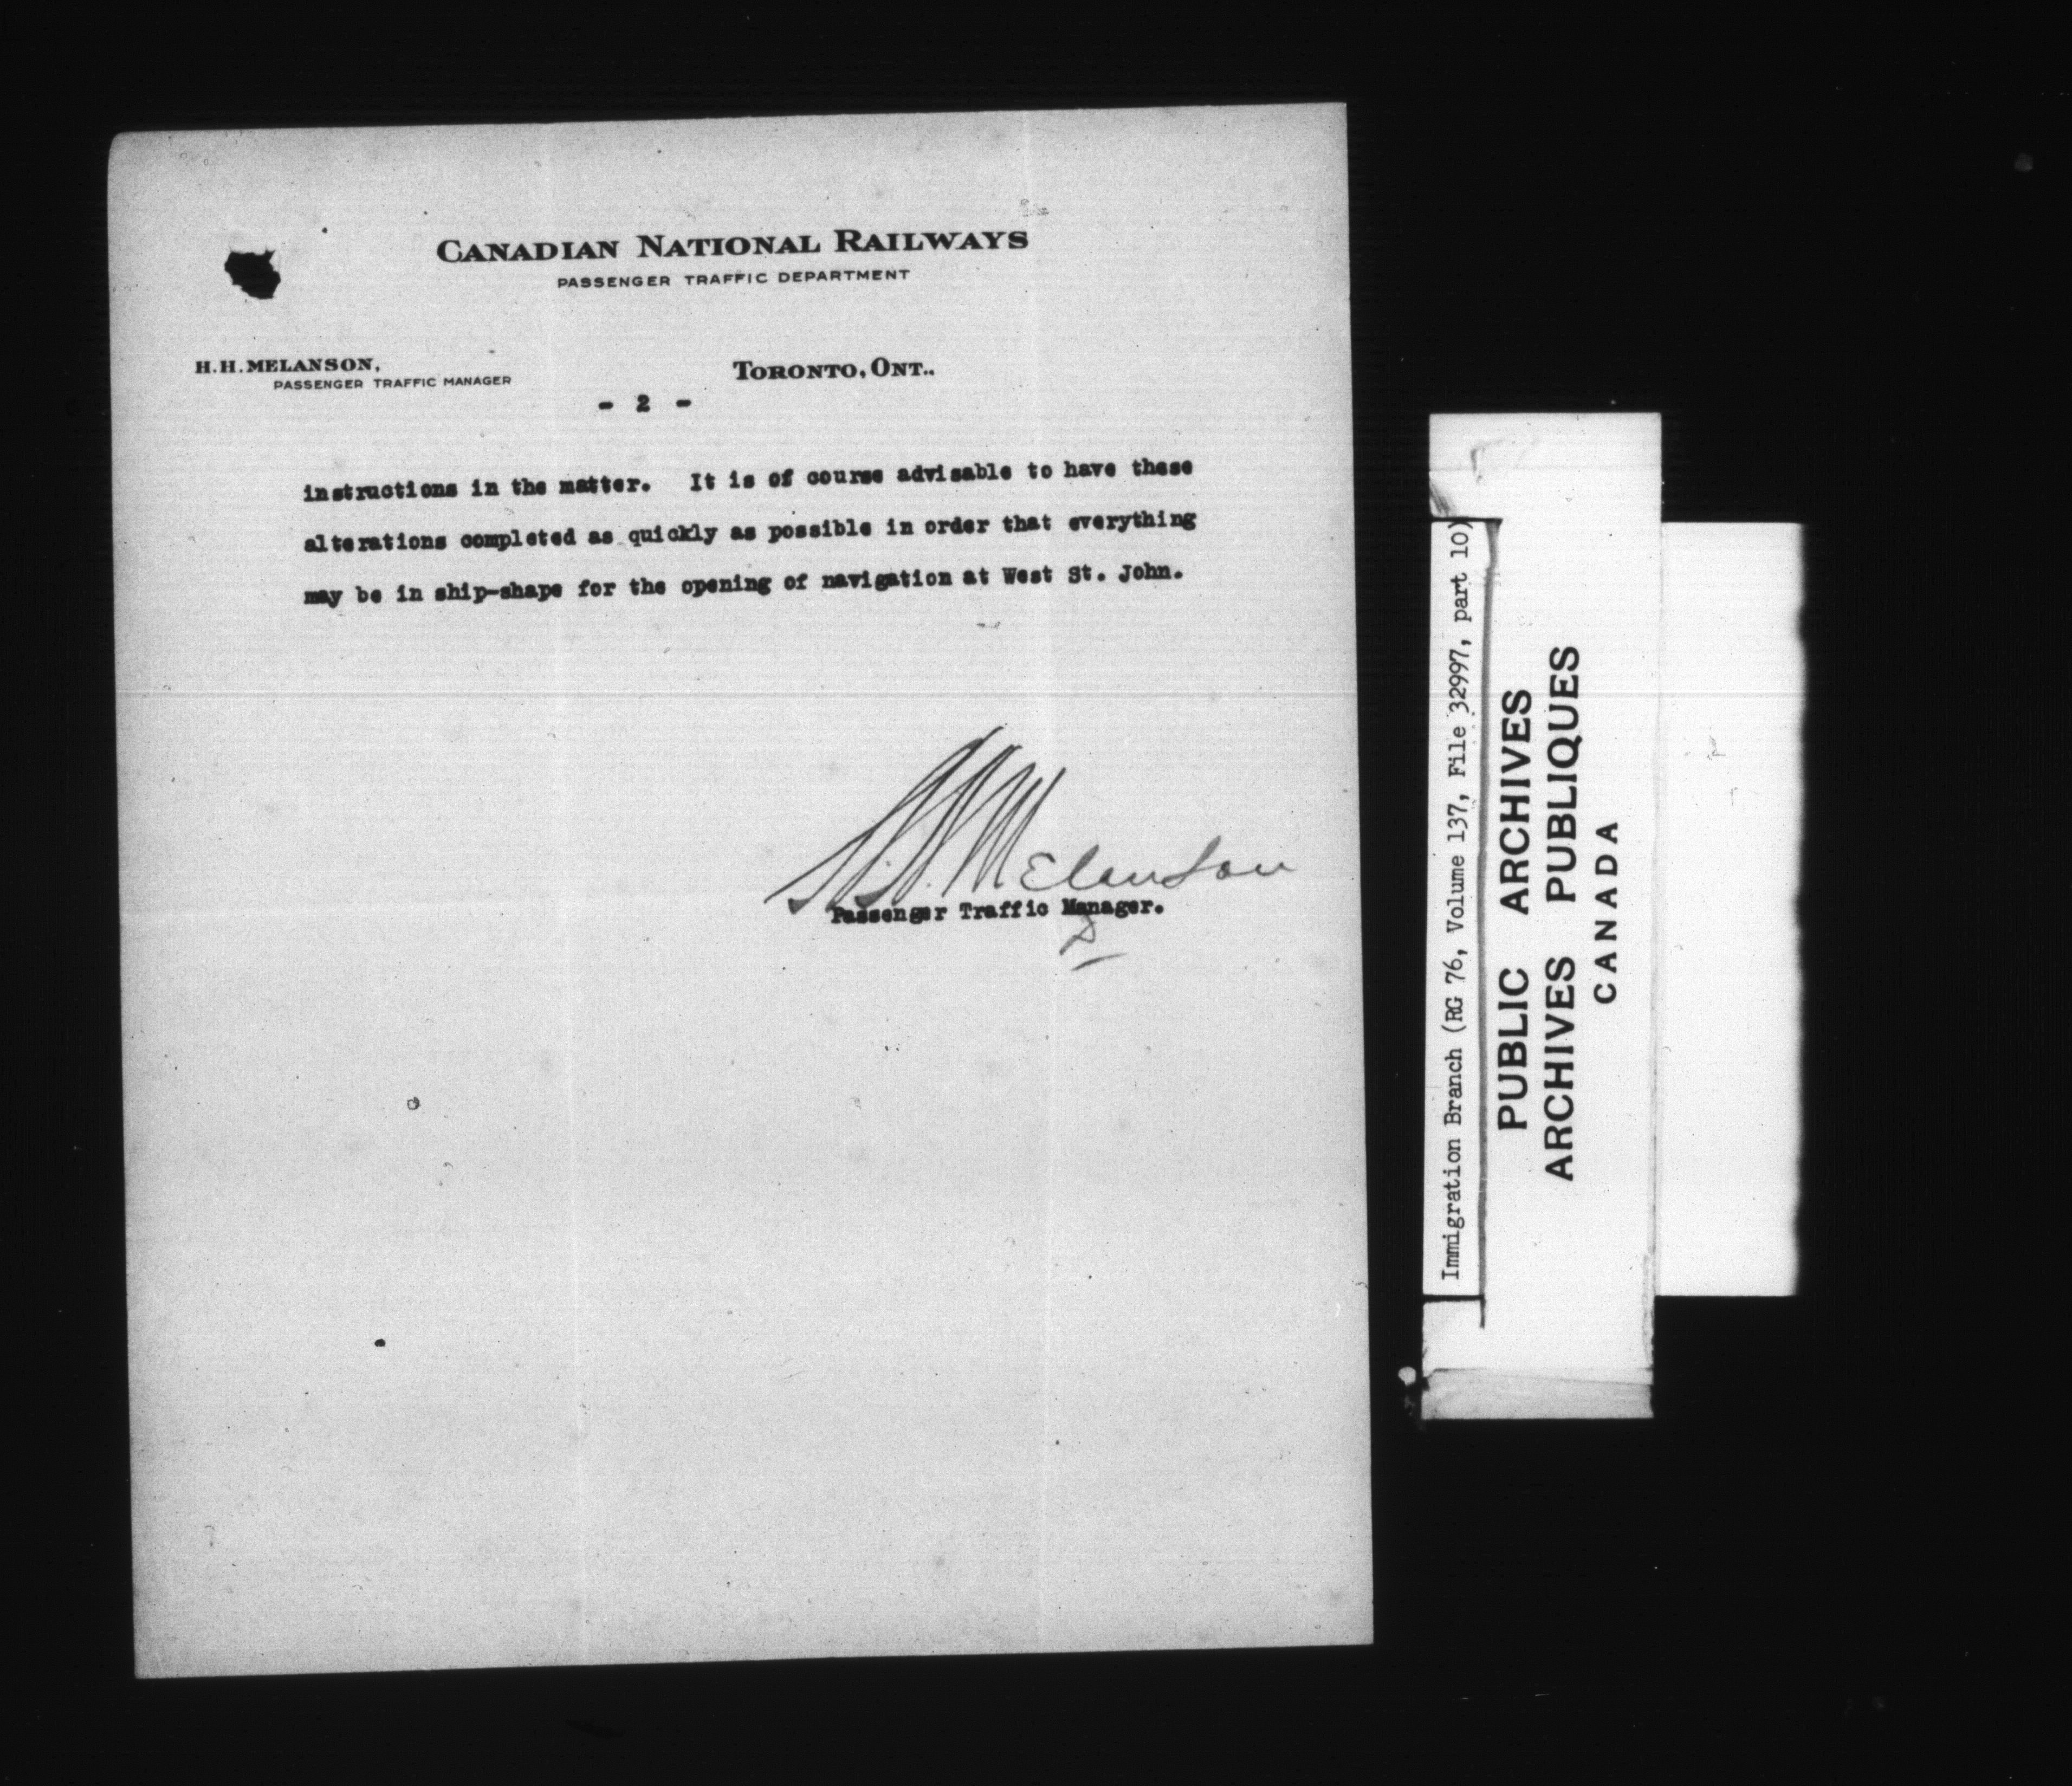 CANADIAN NATIONAL RAILWAYS
PASSENGER TRAFFIC DEPARTMENT
H.H. MELANSON,
PASSENGER TRAFFIC MANAGER
TORONTO, ONT..
- 2 -
instructions in the matter. It is of course advisable to have these
alterations completed as quickly as possible in order that everything
may be in ship-shape for the opening of navigation at West St. John.
H.H. Melanson
Passenger Traffic Manager.
Immigration Branch (RG 76, Volume 137, File 32997, part 10)
PUBLIC ARCHIVES
ARCHIVES PUBLIQUES
CANADA